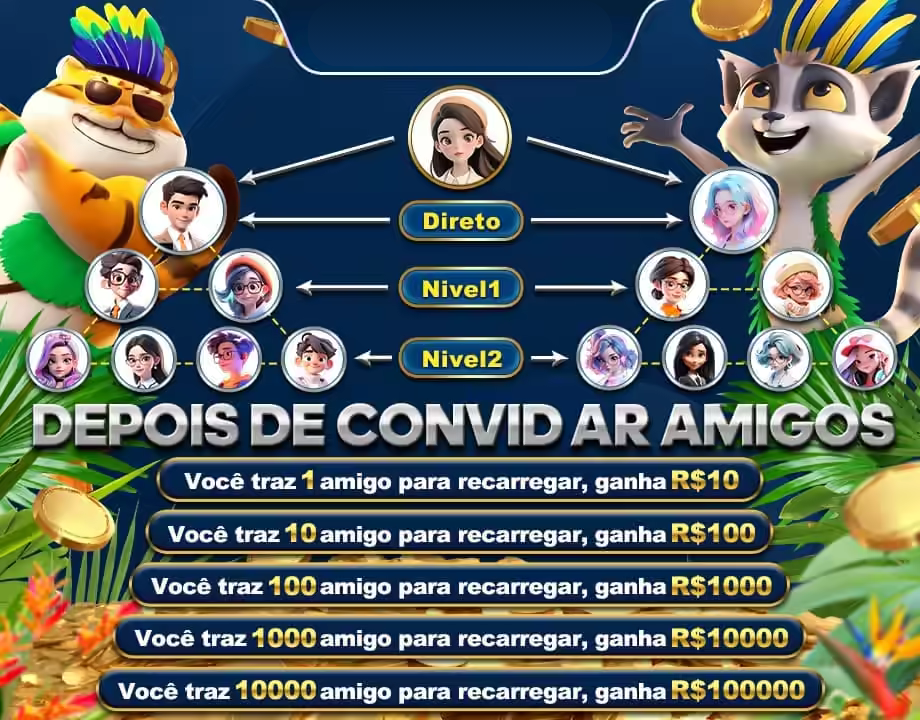 Direto
Nivel1
Nivel2
DEPOIS DE CONVID AR AMIGOS
Você traz 1 amigo para recarregar, ganha R$10
Você traz 10 amigo para recarregar, ganha R$100
Você traz 100 amigo para recarregar, ganha R$1000
Você traz 1000 amigo para recarregar, ganha R$10000
Você traz 10000 amigo para recarregar, ganha R$100000